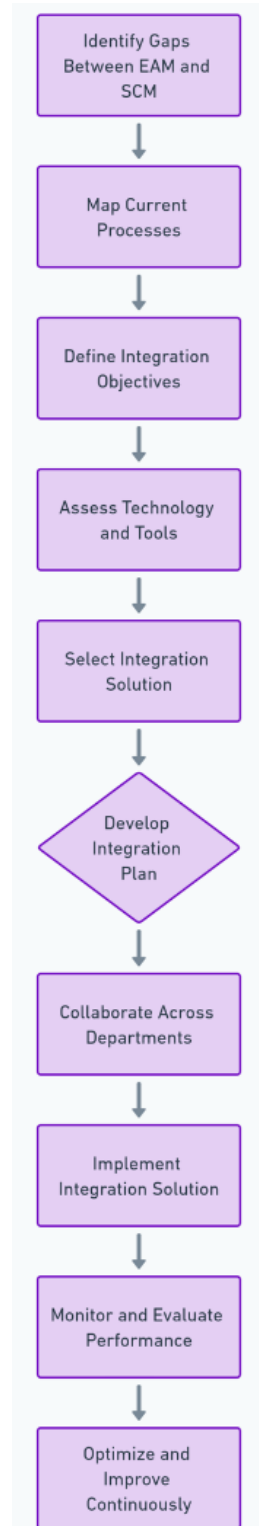 Identify Gaps
Between EAM and
SCM
Map Current
Processes
Define Integration
Objectives
Assess Technology
and Tools
Select Integration
Solution
Develop
Integration
Plan
Collaborate Across
Departments
Implement
Integration Solution
Monitor and Evaluate
Performance
Optimize and
Improve
Continuously